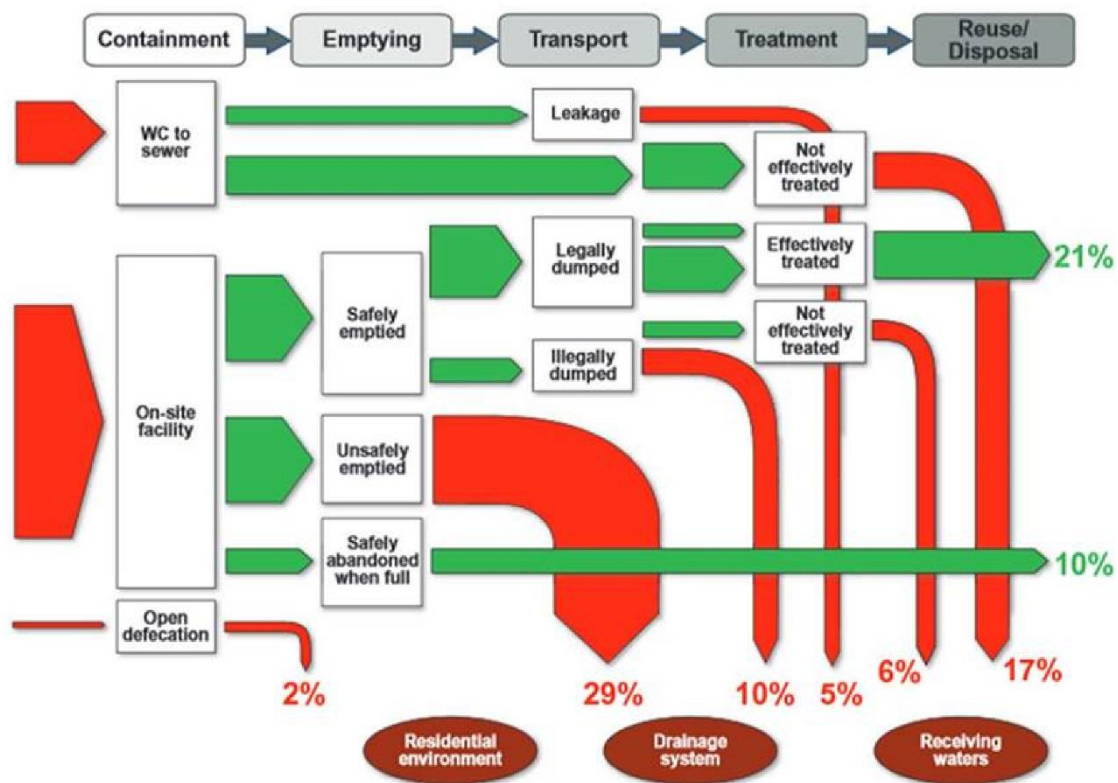 Containment
Emptying
Transport
Treatment
Reuse/
Disposal
WC to
sewer
Leakage
Not
effectively
treated
Legally
dumped
Effectively
treated
21%
Safely
emptied
Not
effectively
treated
Illegally
dumped
On-site
facility
Unsafely
emptied
Safely
abandoned
when full
10%
Open
defecation
2%
29%
10%
5%
6%
17%
Residential
environment
Drainage
system
Receiving
waters